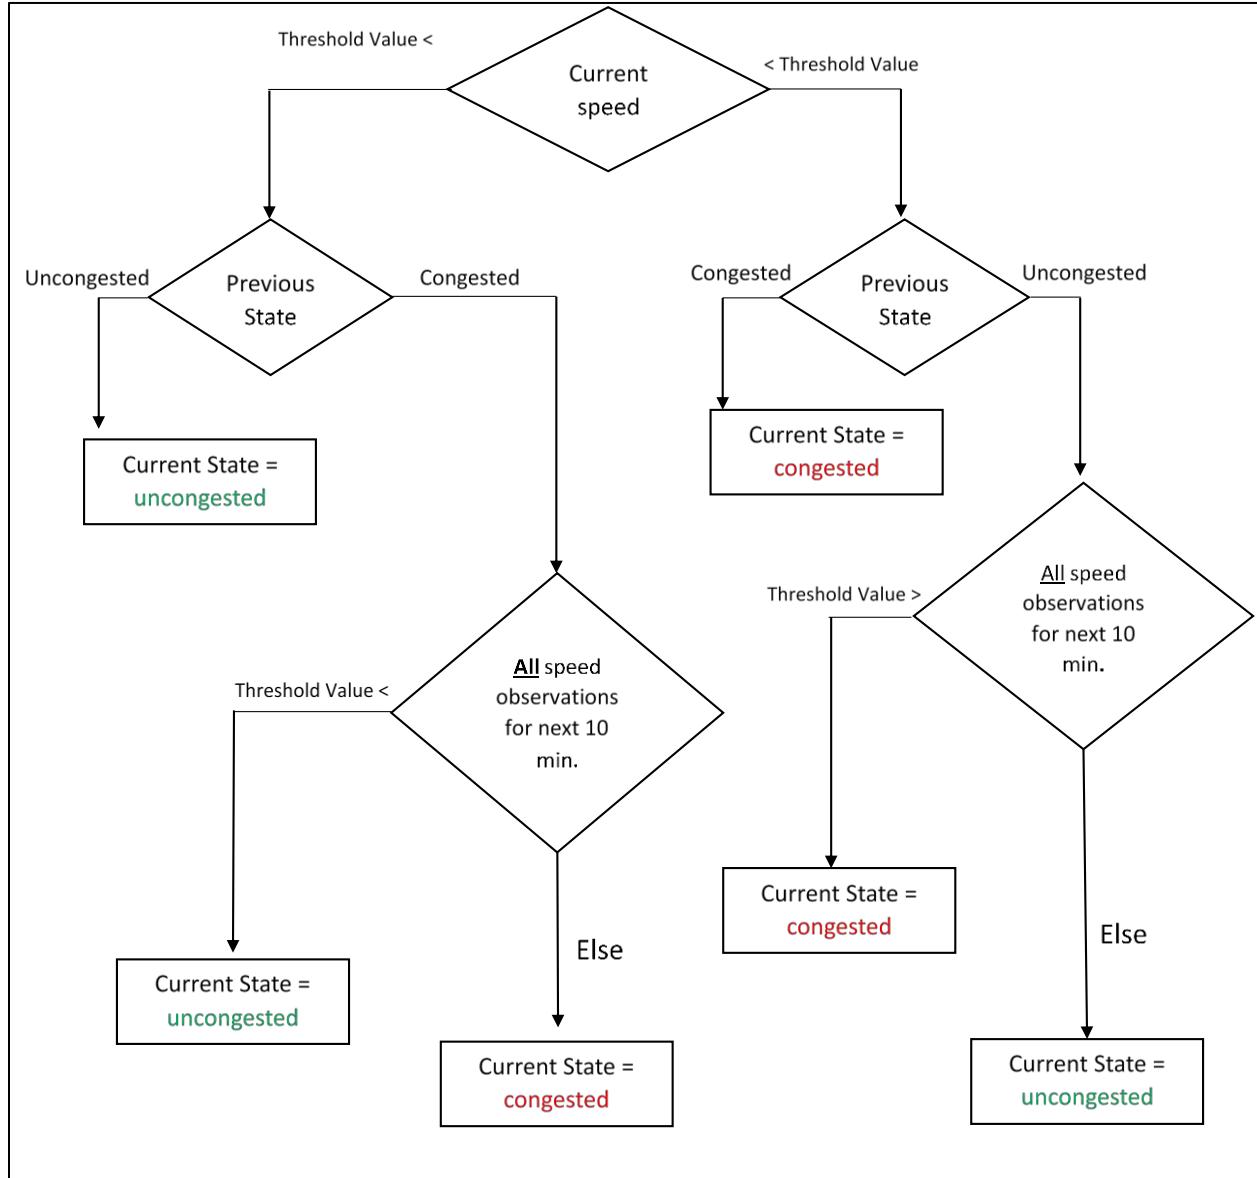 Threshold Value <
< Threshold Value
Current
speed
Uncongested
Previous
State
Congested
Congested
Previous
State
Uncongested
Current State =
uncongested
Current State =
congested
All speed
observations
for next 10
min.
Threshold Value >
All speed
observations
for next 10
min.
Threshold Value <
Current State =
congested
Else
Else
Current State =
uncongested
Current State =
congested
Current State =
uncongested